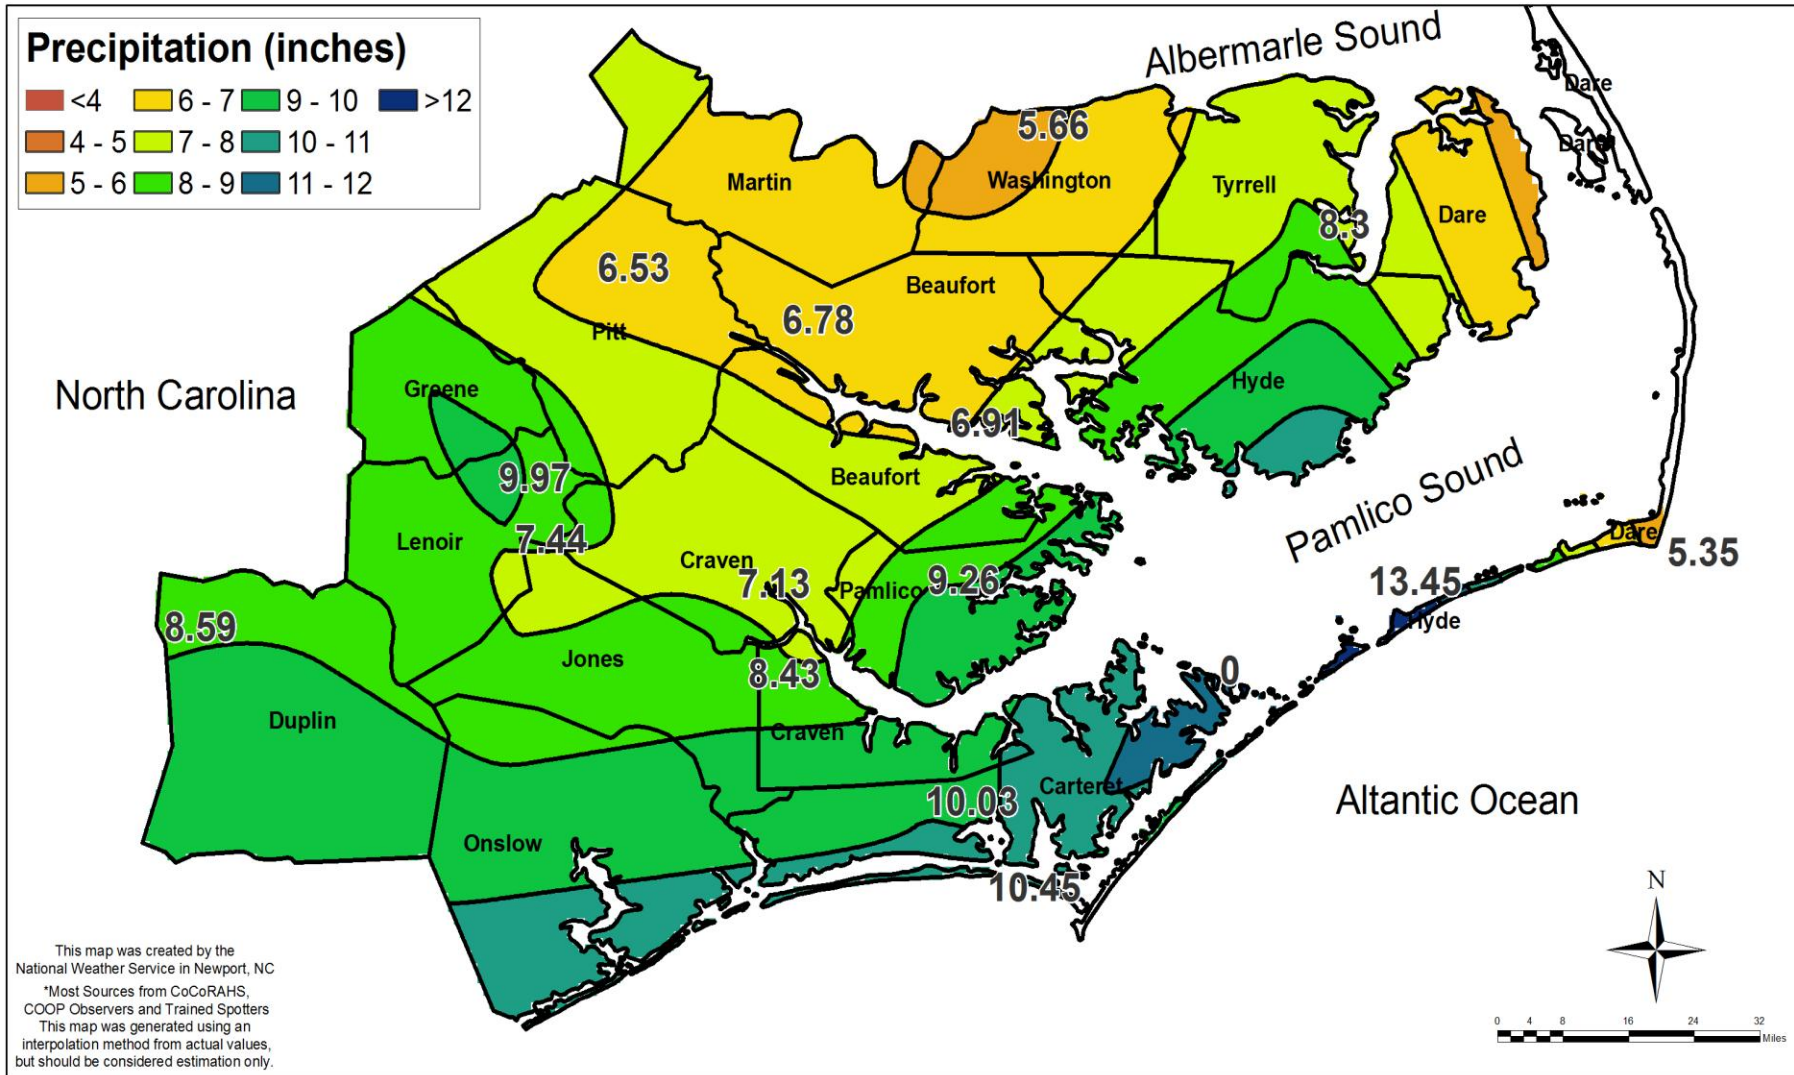 Precipitation (inches)
<4 6 - 7 9 - 10 >12
4 - 5 7 - 8 10 - 11
5 - 6 8 - 9 11 - 12
Albermarle Sound
Dare
Dare
5.66
Martin
Washington
Tyrrell
Dare
8.3
6.53
Beaufort
6.78
Pitt
North Carolina
Greene
Hyde
6.91
9.97
Beaufort
Pamlico Sound
Lenoir
7.44
Craven
7.13
Pamlico
9.26
Dare
5.35
13.45
Hyde
8.59
Jones
8.43
0
Duplin
Craven
Carteret
10.03
Altantic Ocean
Onslow
10.45
N
This map was created by the
National Weather Service in Newport, NC
*Most Sources from CoCoRAHS,
COOP Observers and Trained Spotters
This map was generated using an
interpolation method from actual values,
but should be considered estimation only.
0 4 8 16 24 32
Miles